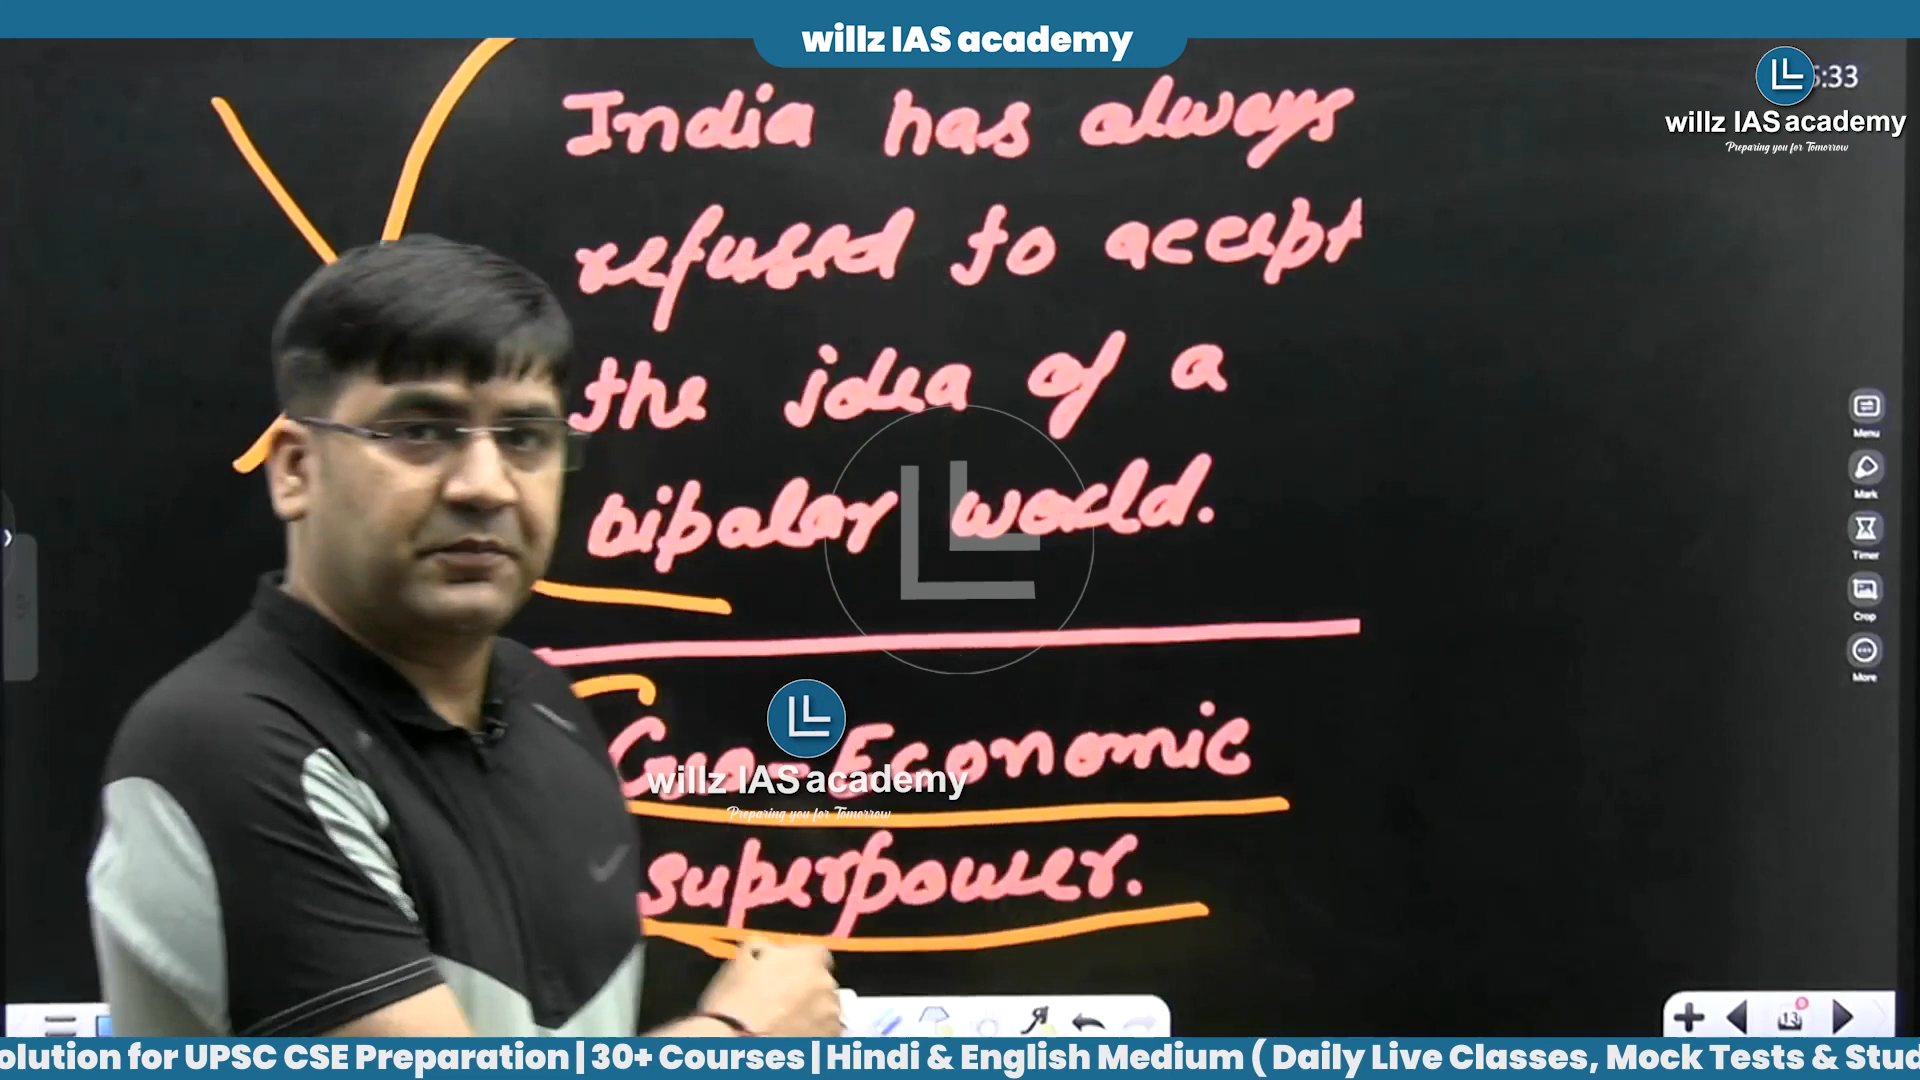 willz IAS academy
:33
willz IAS academy
Preparing you for Tomorrow
India has always
refused to accept
the idea of a
bipolar world.
Geo-Economic
superpower.
willz IAS academy
Preparing you for Tomorrow
Menu
Mark
Timer
Crop
More
13
olution for UPSC CSE Preparation | 30+ Courses | Hindi & English Medium ( Daily Live Classes, Mock Tests & Stud